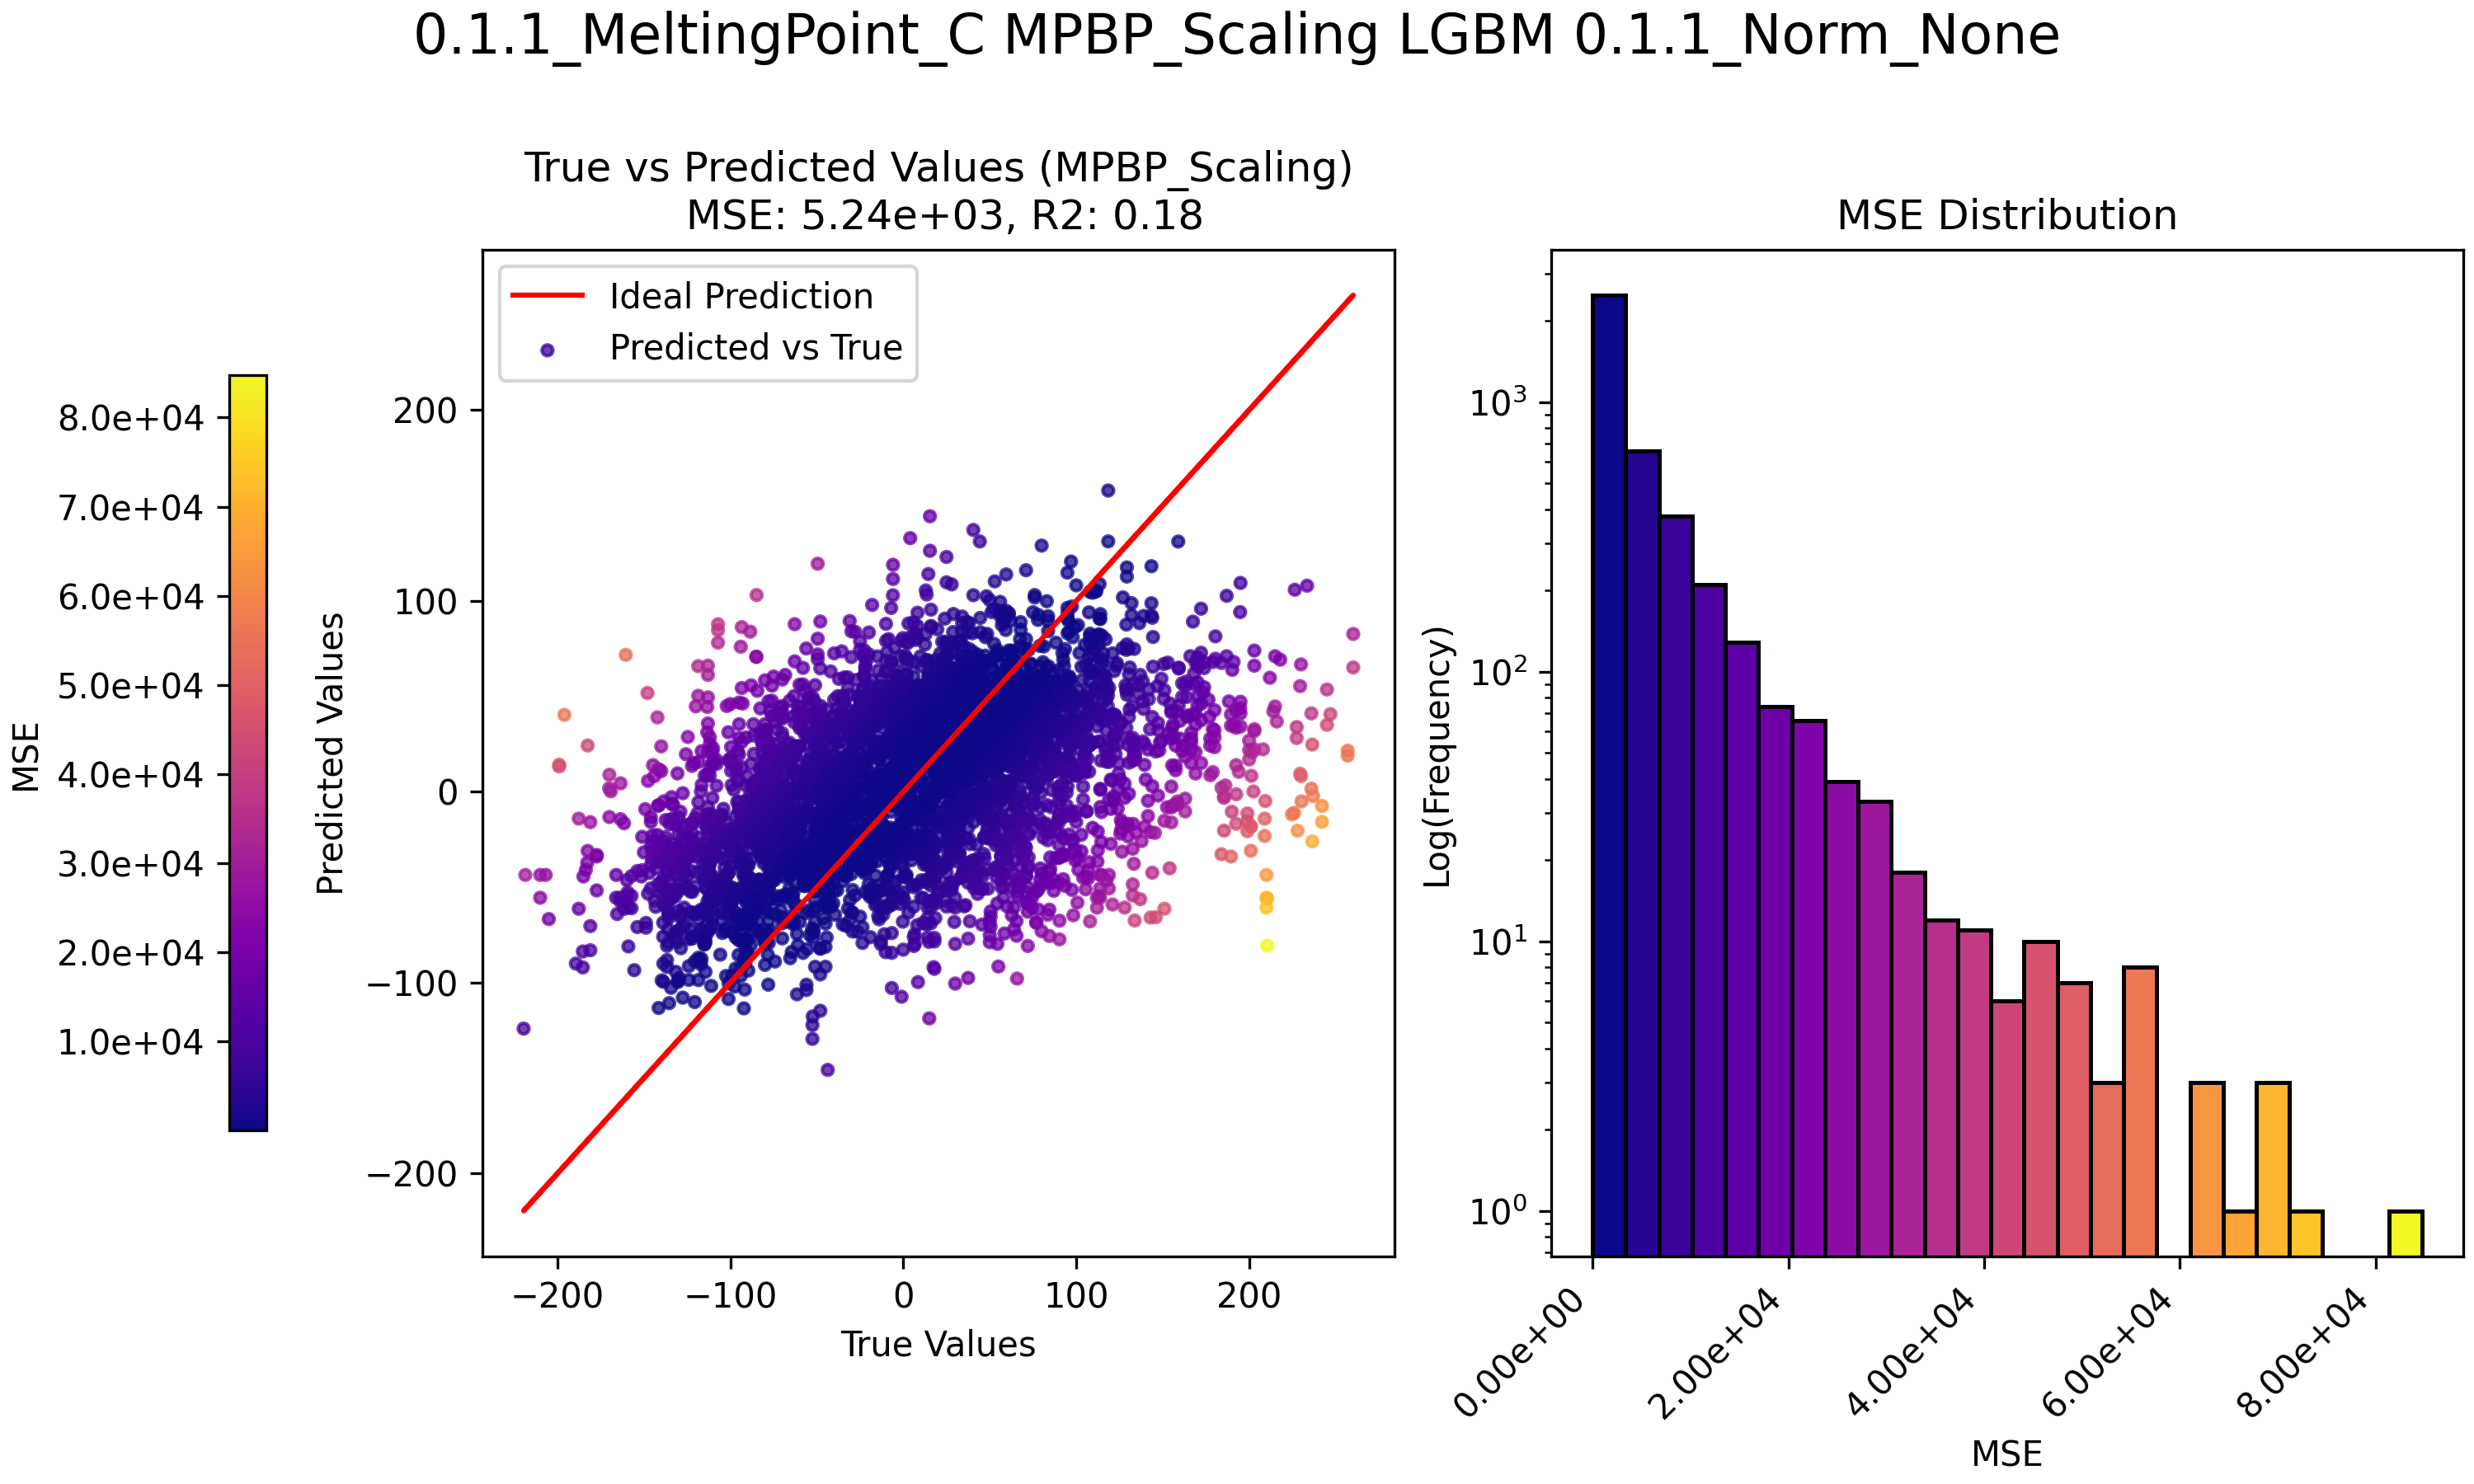 0.1.1_MeltingPoint_C MPBP_Scaling LGBM 0.1.1_Norm_None
MSE
8.0e+04
7.0e+04
6.0e+04
5.0e+04
4.0e+04
3.0e+04
2.0e+04
1.0e+04
True vs Predicted Values (MPBP_Scaling)
MSE: 5.24e+03, R2: 0.18
Ideal Prediction
Predicted vs True
Predicted Values
200
100
0
−100
−200
−200
−100
0
100
200
True Values
MSE Distribution
Log(Frequency)
10³
10²
10¹
10⁰
0.00e+00
2.00e+04
4.00e+04
6.00e+04
8.00e+04
MSE